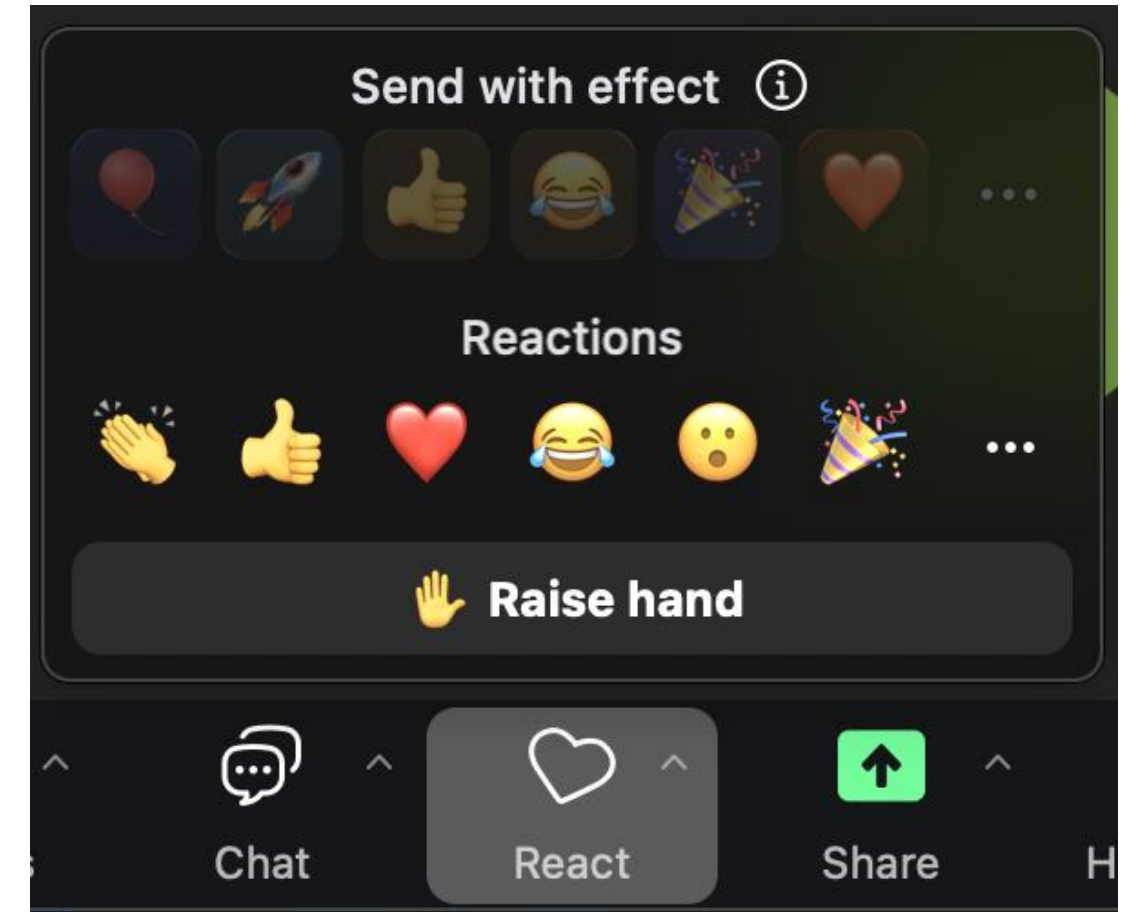 Send with effect
Reactions
Raise hand
Chat
React
Share